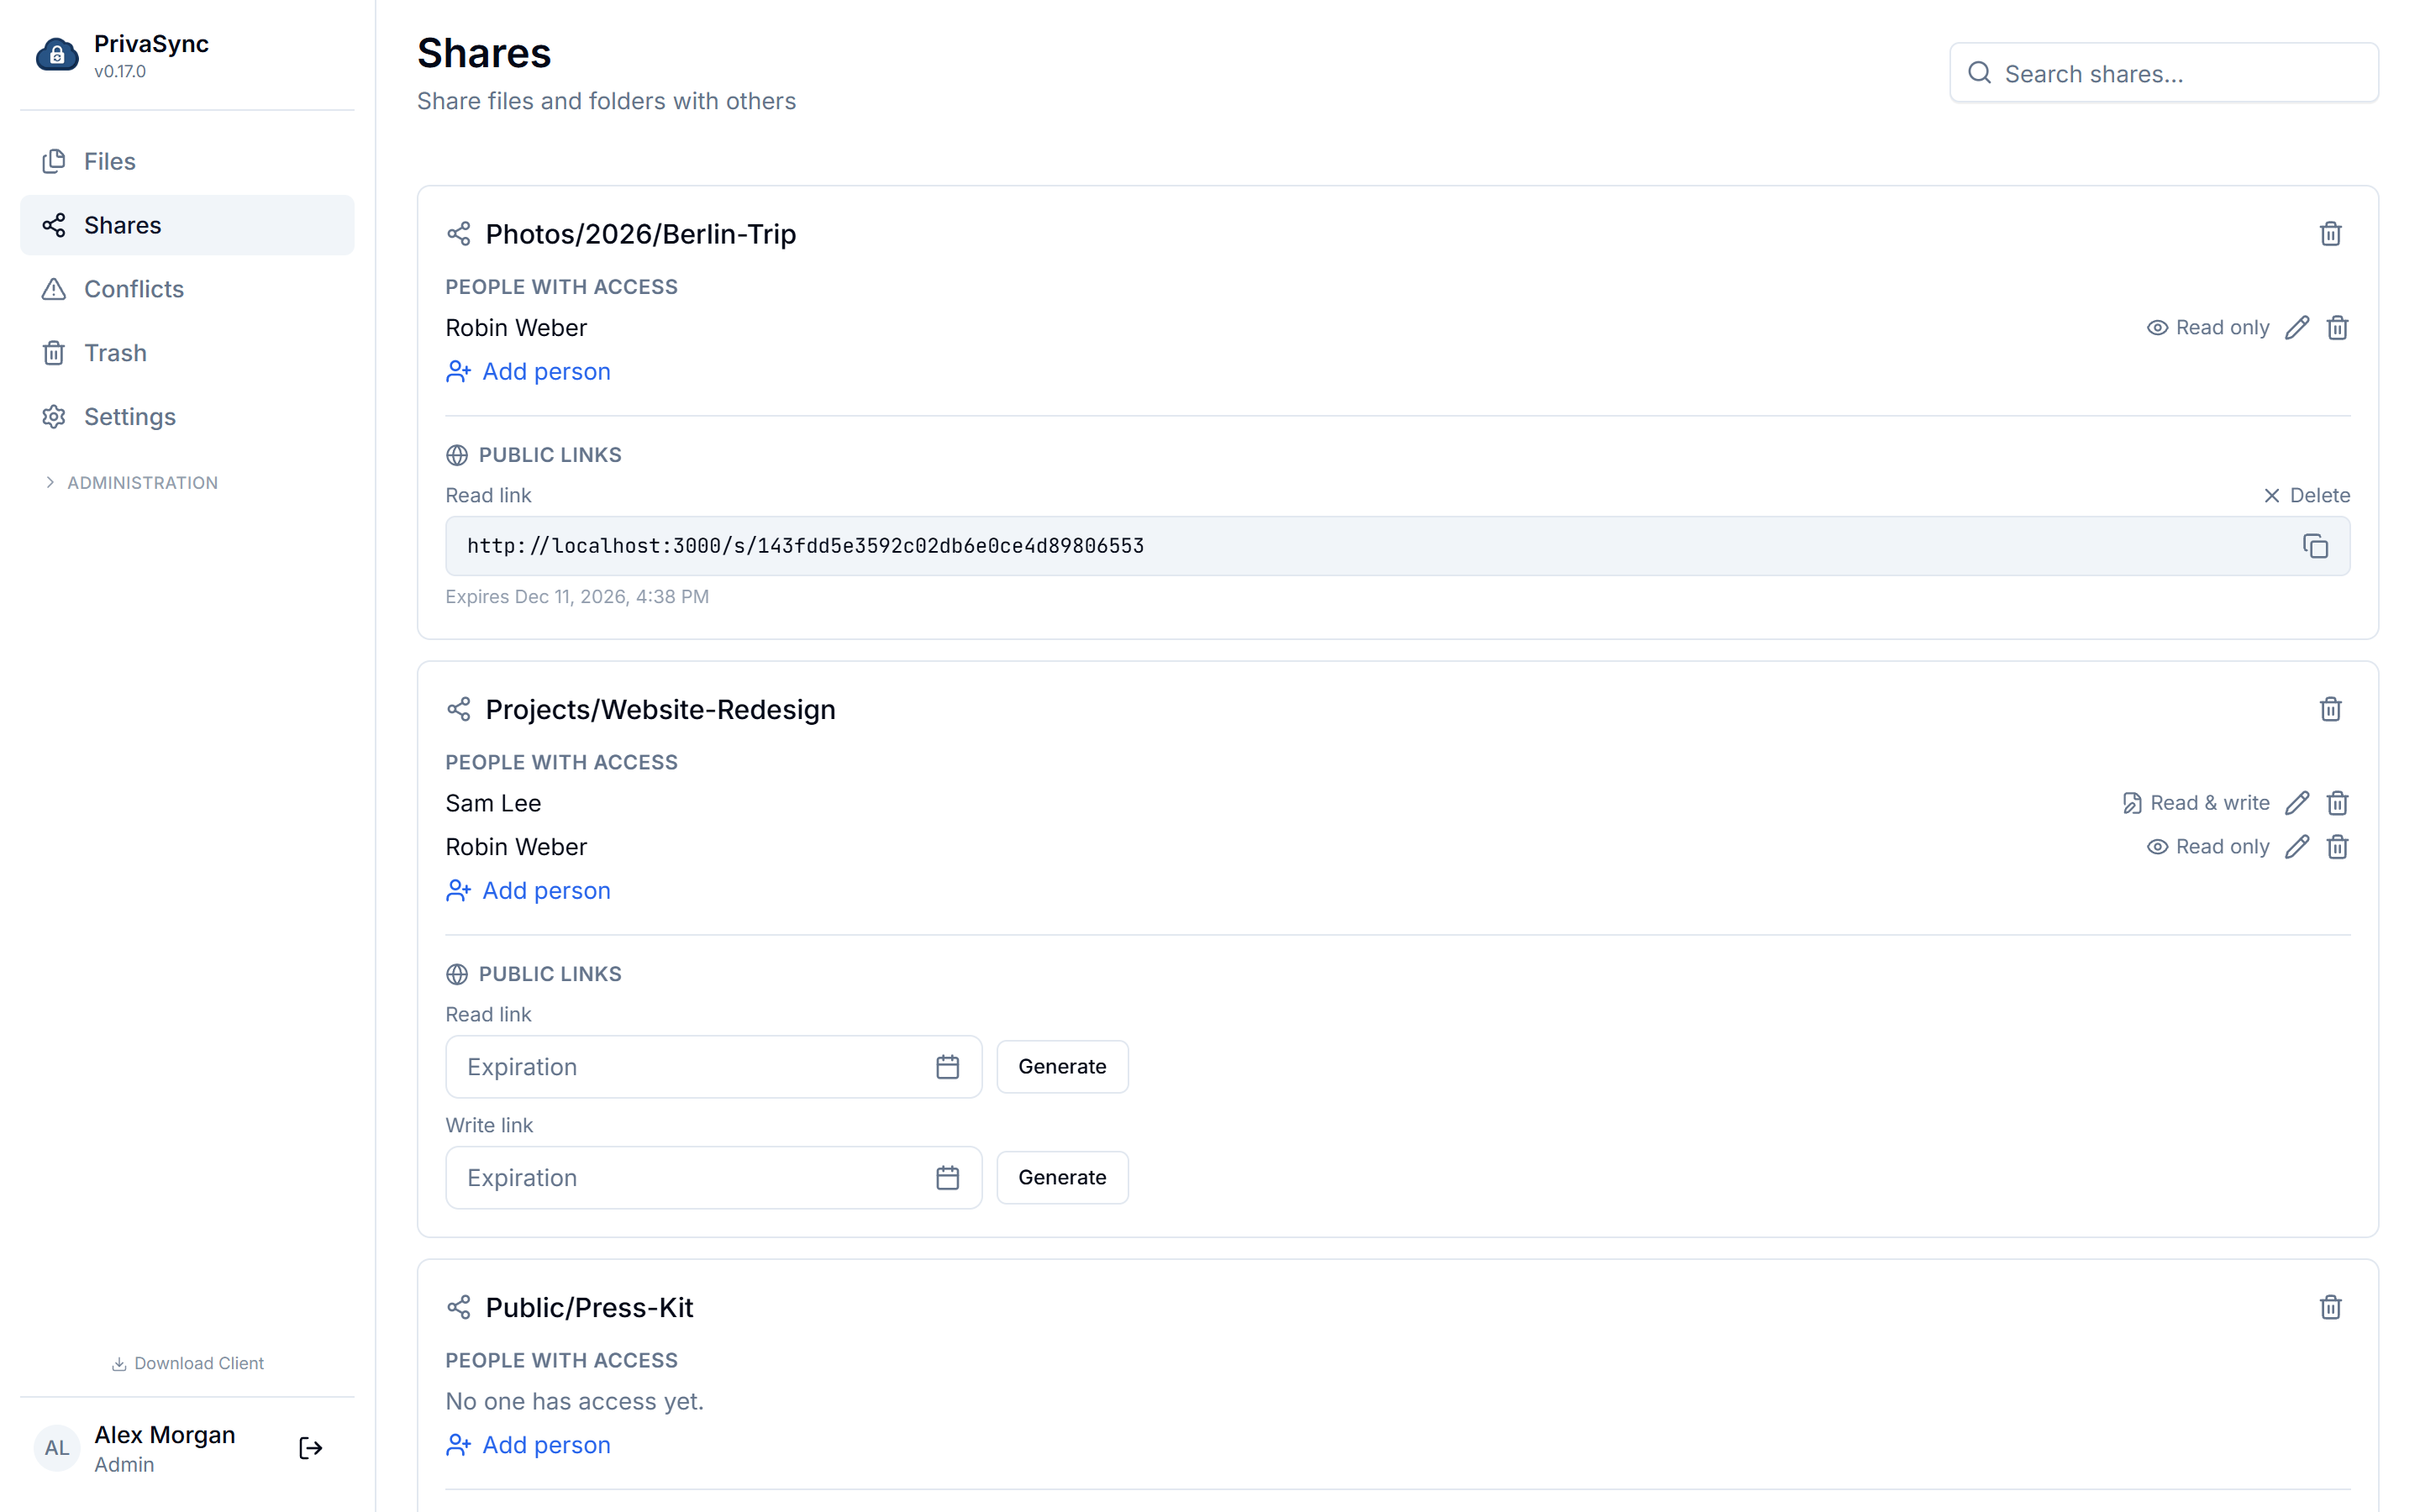 PrivaSync
v0.17.0
Files
Shares
Conflicts
Trash
Settings
ADMINISTRATION
Download Client
AL
Alex Morgan
Admin
Shares
Share files and folders with others
Search shares...
Photos/2026/Berlin-Trip
PEOPLE WITH ACCESS
Robin Weber
Read only
Add person
PUBLIC LINKS
Read link
Delete
http://localhost:3000/s/143fdd5e3592c02db6e0ce4d89806553
Expires Dec 11, 2026, 4:38 PM
Projects/Website-Redesign
PEOPLE WITH ACCESS
Sam Lee
Read & write
Robin Weber
Read only
Add person
PUBLIC LINKS
Read link
Expiration
Generate
Write link
Expiration
Generate
Public/Press-Kit
PEOPLE WITH ACCESS
No one has access yet.
Add person